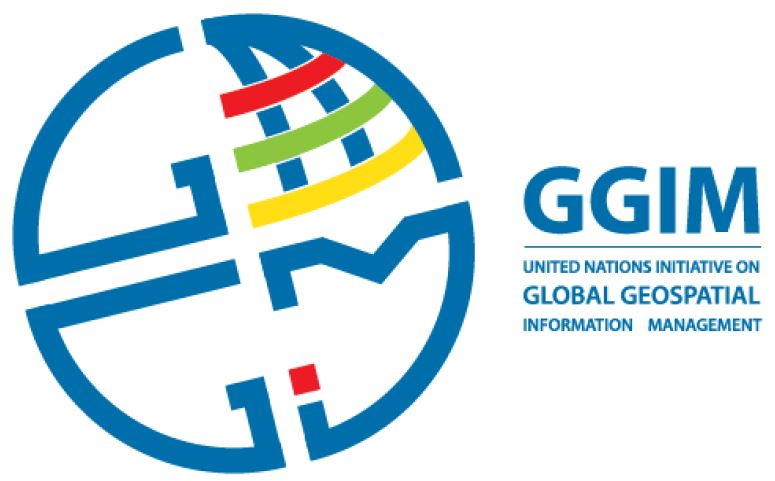 GGIM
UNITED NATIONS INITIATIVE ON
GLOBAL GEOSPATIAL
INFORMATION MANAGEMENT